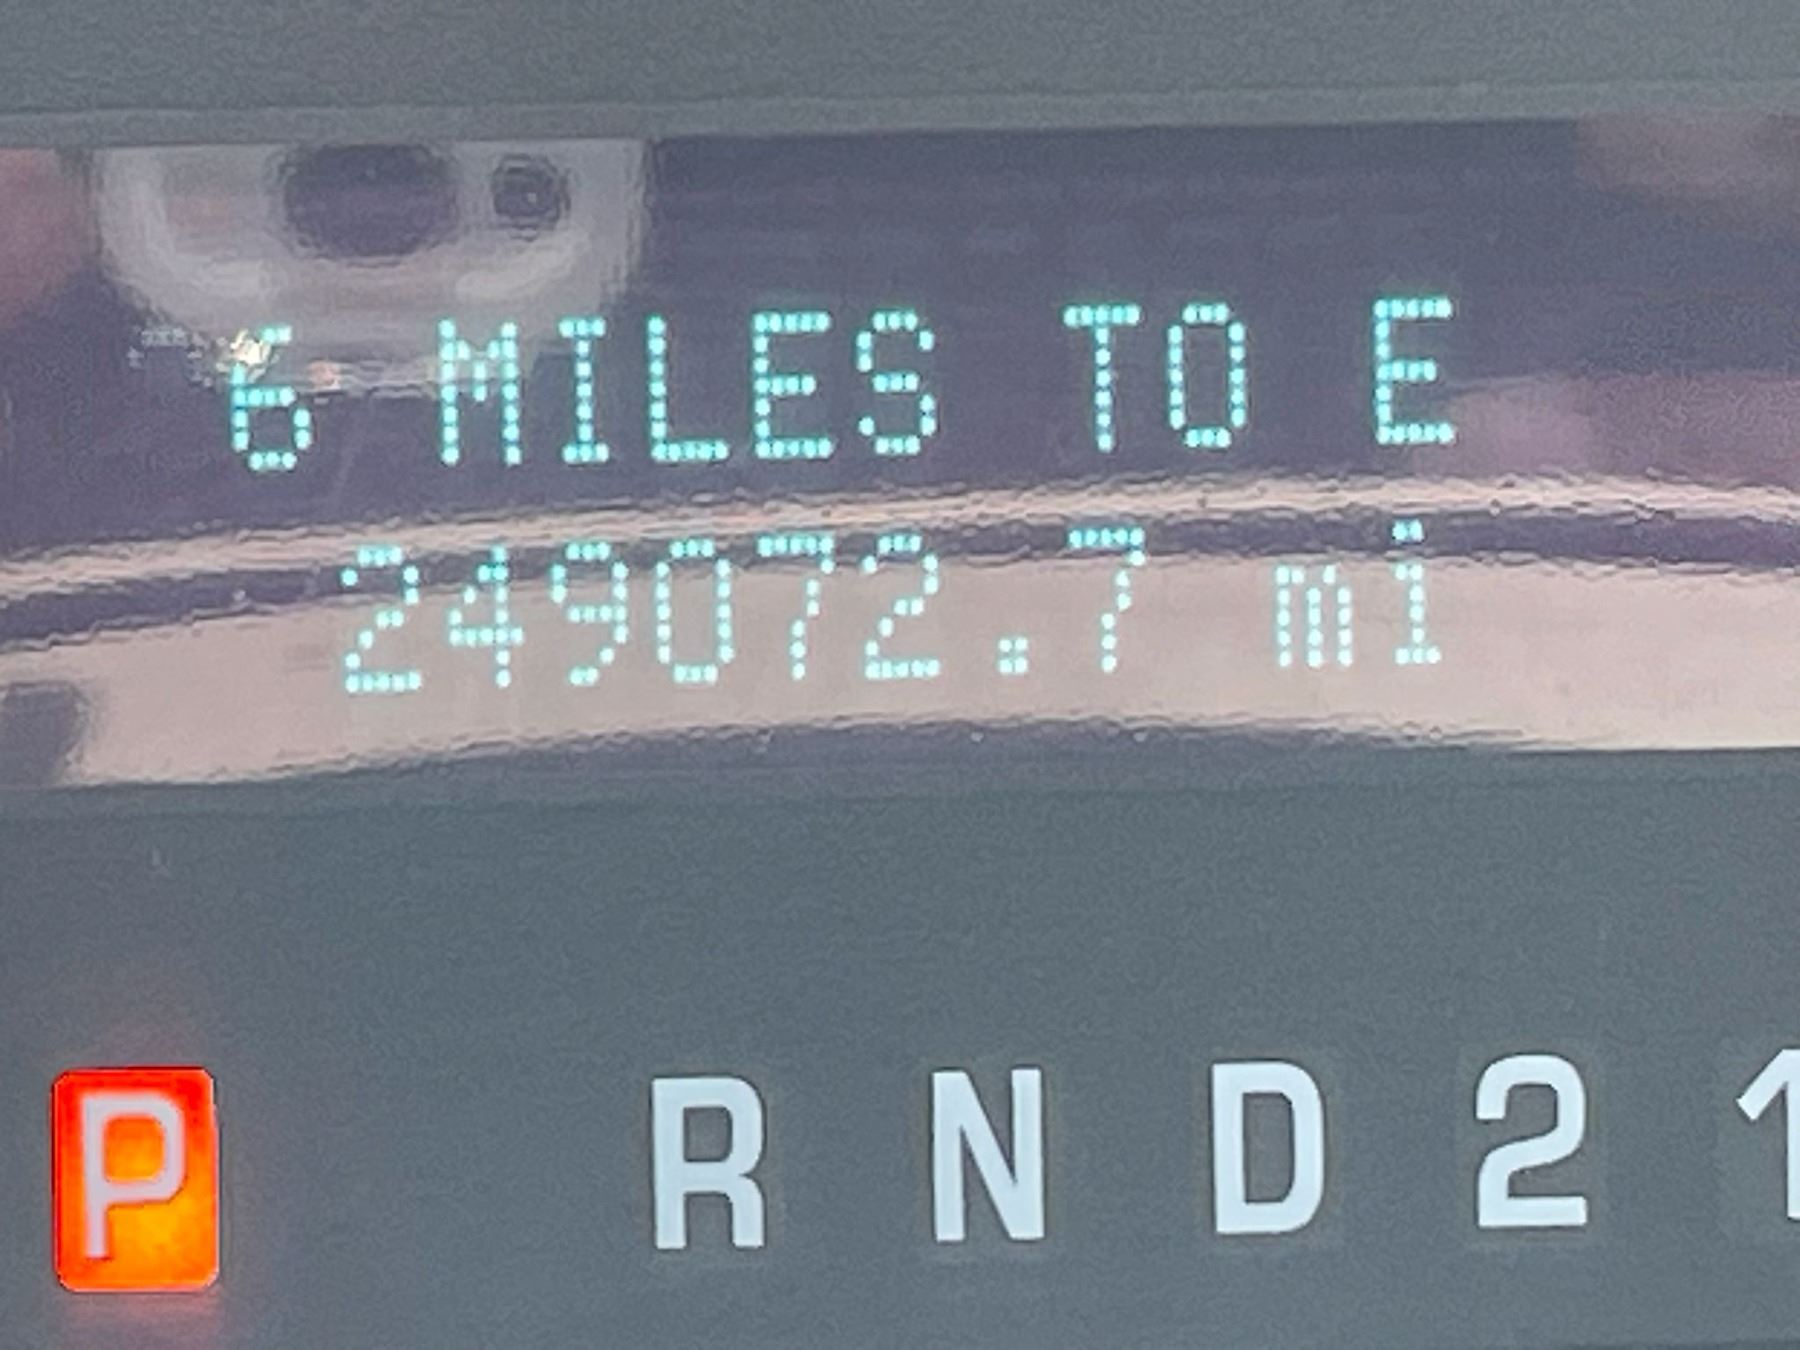 6 MILES TO E
249072.7 mi
P R N D 2 1